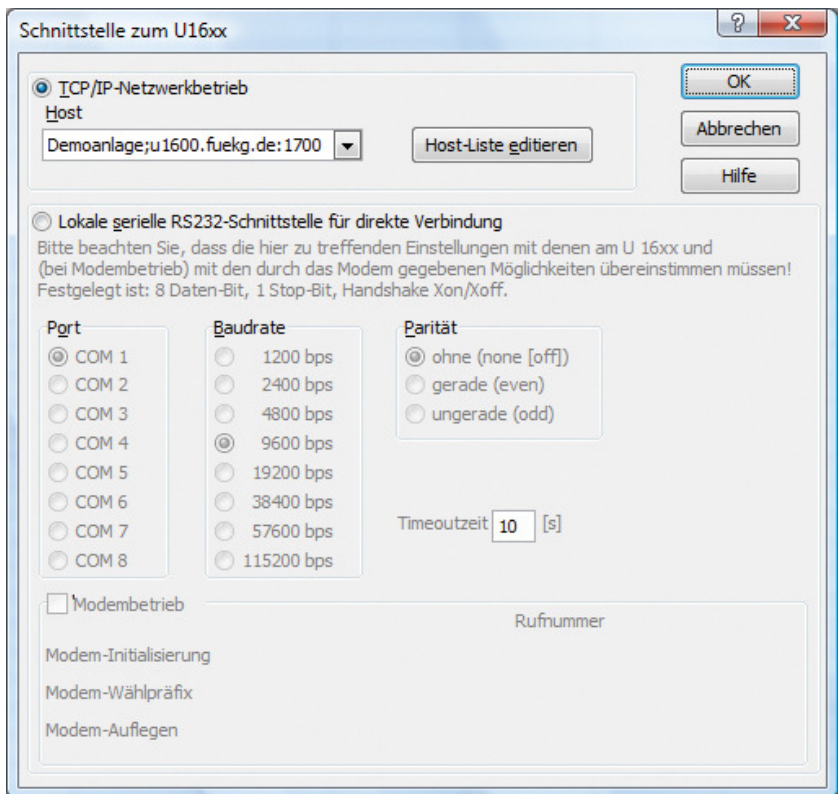 Schnittstelle zum U16xx
TCP/IP-Netzwerkbetrieb
Host
Demoanlage;u1600.fuekg.de:1700
Host-Liste editieren
OK
Abbrechen
Hilfe
Lokale serielle RS232-Schnittstelle für direkte Verbindung
Bitte beachten Sie, dass die hier zu treffenden Einstellungen mit denen am U 16xx und
(bei Modembetrieb) mit den durch das Modem gegebenen Möglichkeiten übereinstimmen müssen!
Festgelegt ist: 8 Daten-Bit, 1 Stop-Bit, Handshake Xon/Xoff.
Port
COM 1
COM 2
COM 3
COM 4
COM 5
COM 6
COM 7
COM 8
Baudrate
1200 bps
2400 bps
4800 bps
9600 bps
19200 bps
38400 bps
57600 bps
115200 bps
Parität
ohne (none [off])
gerade (even)
ungerade (odd)
Timeoutzeit 10 [s]
Modembetrieb
Rufnummer
Modem-Initialisierung
Modem-Wählpräfix
Modem-Auflegen